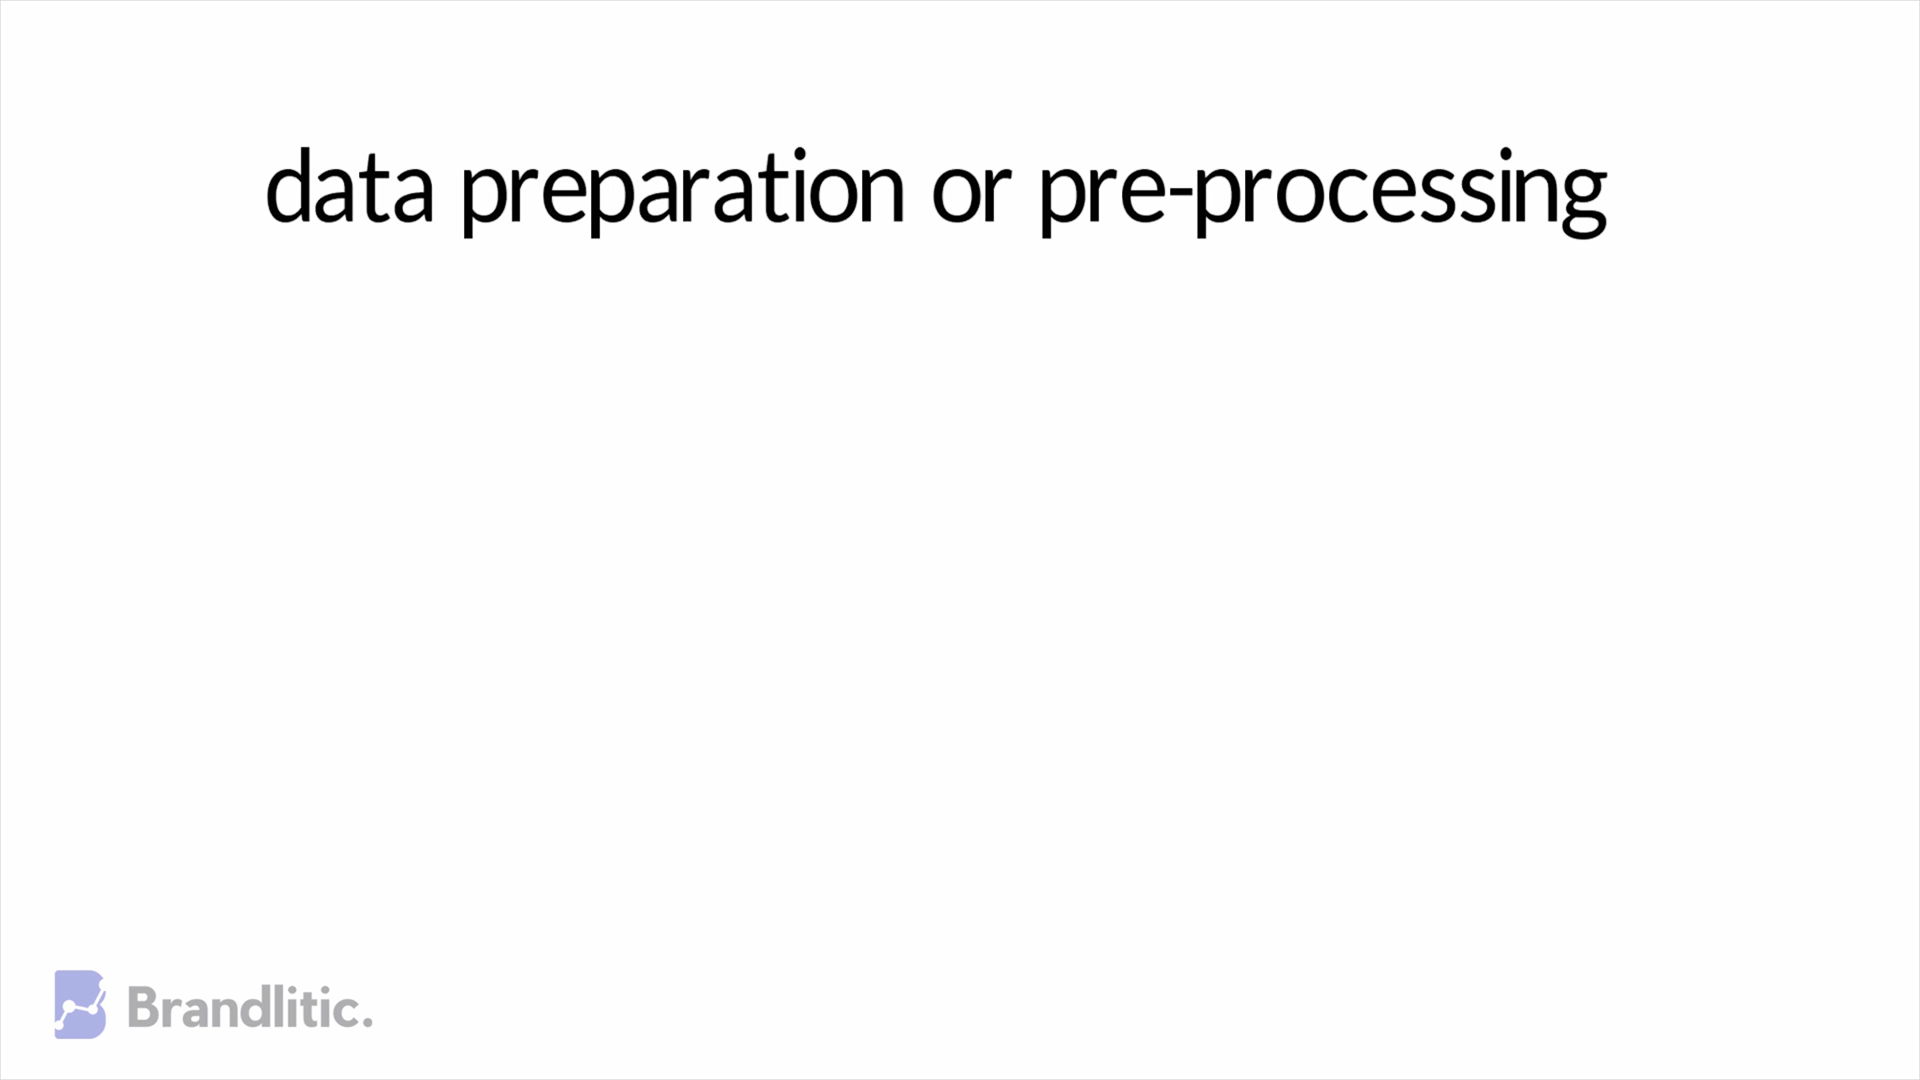 data preparation or pre-processing
Brandlitic.